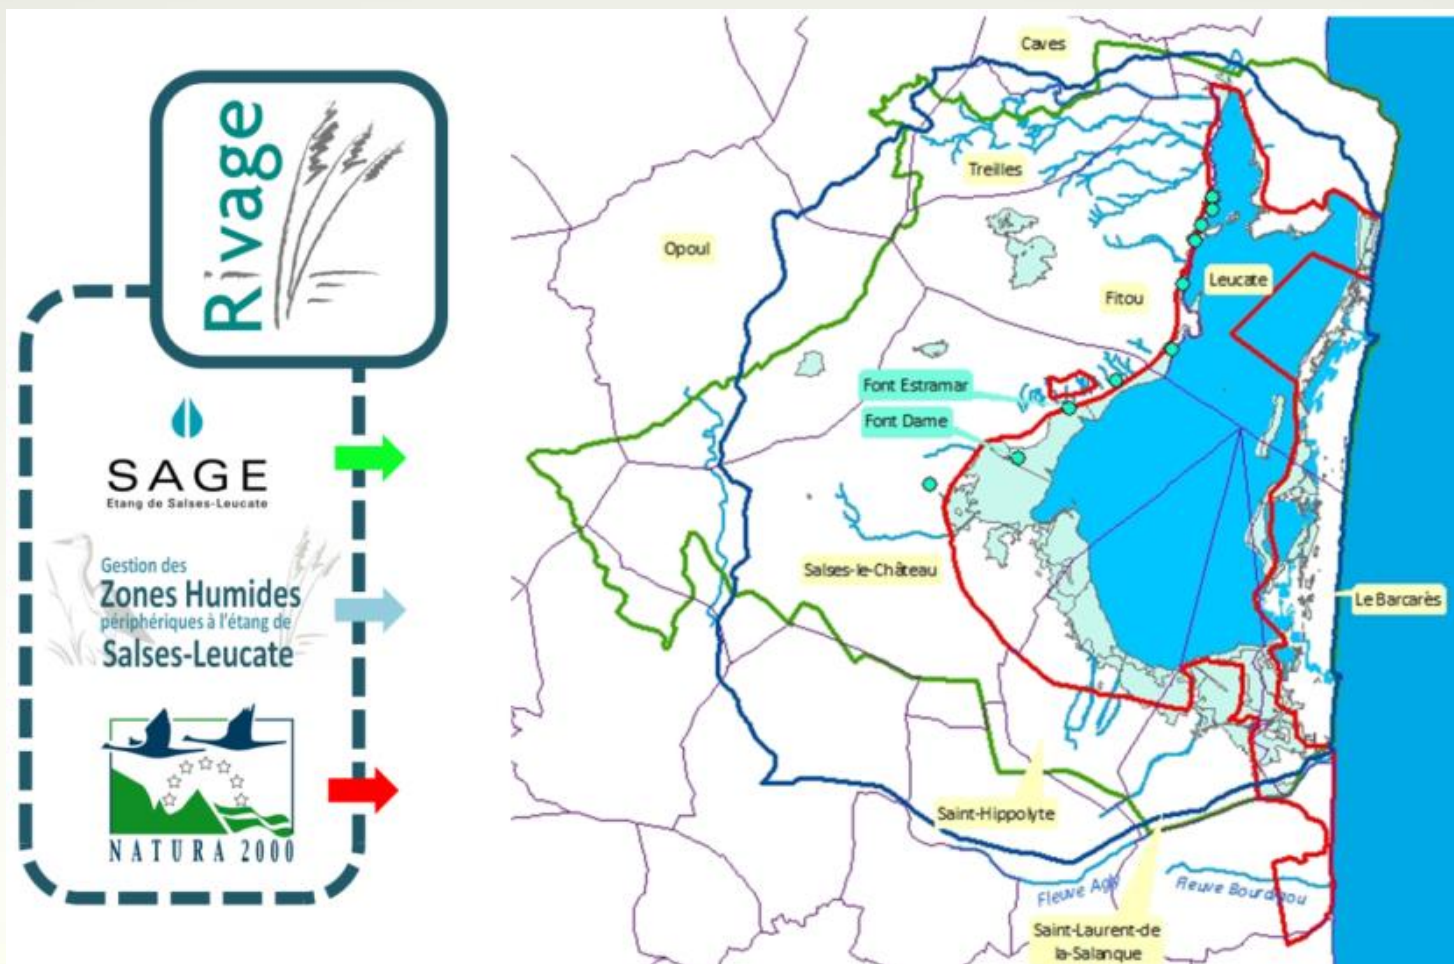 Rivage
SAGE
Etang de Salses-Leucate
Gestion des
Zones Humides
périphériques à l'étang de
Salses-Leucate
NATURA 2000
Caves
Treilles
Opoul
Leucate
Fitou
Font Estramar
Font Dame
Salses-le-Château
Le Barcarès
Saint-Hippolyte
Fleuve Agly
Fleuve Bourdigou
Saint-Laurent-de
la-Salanque